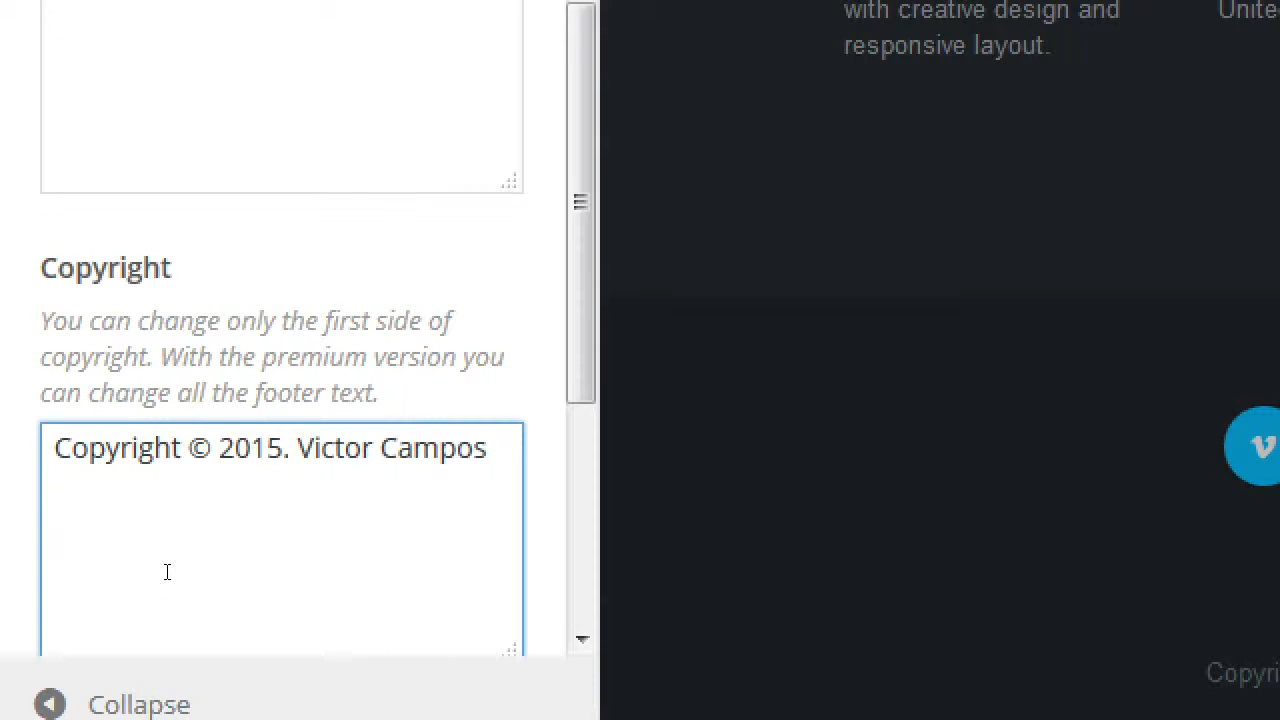 with creative design and
responsive layout.
Copyright
You can change only the first side of
copyright. With the premium version you
can change all the footer text.
Copyright © 2015. Victor Campos
Collapse